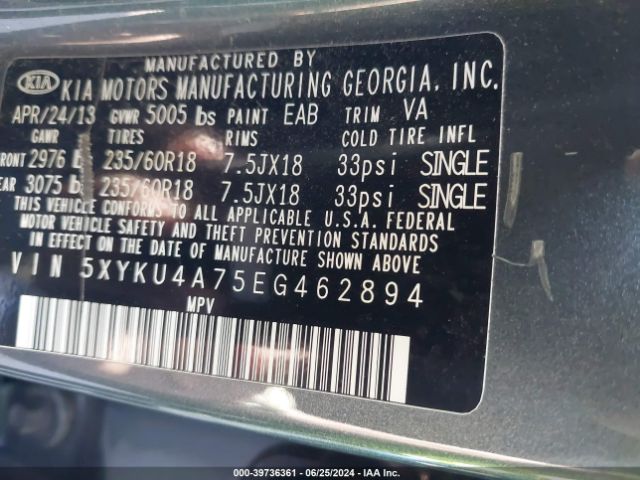 MANUFACTURED BY
KIA KIA MOTORS MANUFACTURING GEORGIA, INC.
APR/24/13 GVWR 5005 lbs PAINT EAB TRIM VA
GAWR TIRES RIMS COLD TIRE INFL
FRONT 2976 lb 235/60R18 7.5JX18 33psi SINGLE
EAR 3075 lb 235/60R18 7.5JX18 33psi SINGLE
THIS VEHICLE CONFORMS TO ALL APPLICABLE U.S.A. FEDERAL
MOTOR VEHICLE SAFETY AND THEFT PREVENTION STANDARDS
IN EFFECT ON THE DATE OF MANUFACTURE SHOWN ABOVE.
VIN 5XYKU4A75EG462894
MPV
000-39736361 | 06/25/2024 | IAA Inc.